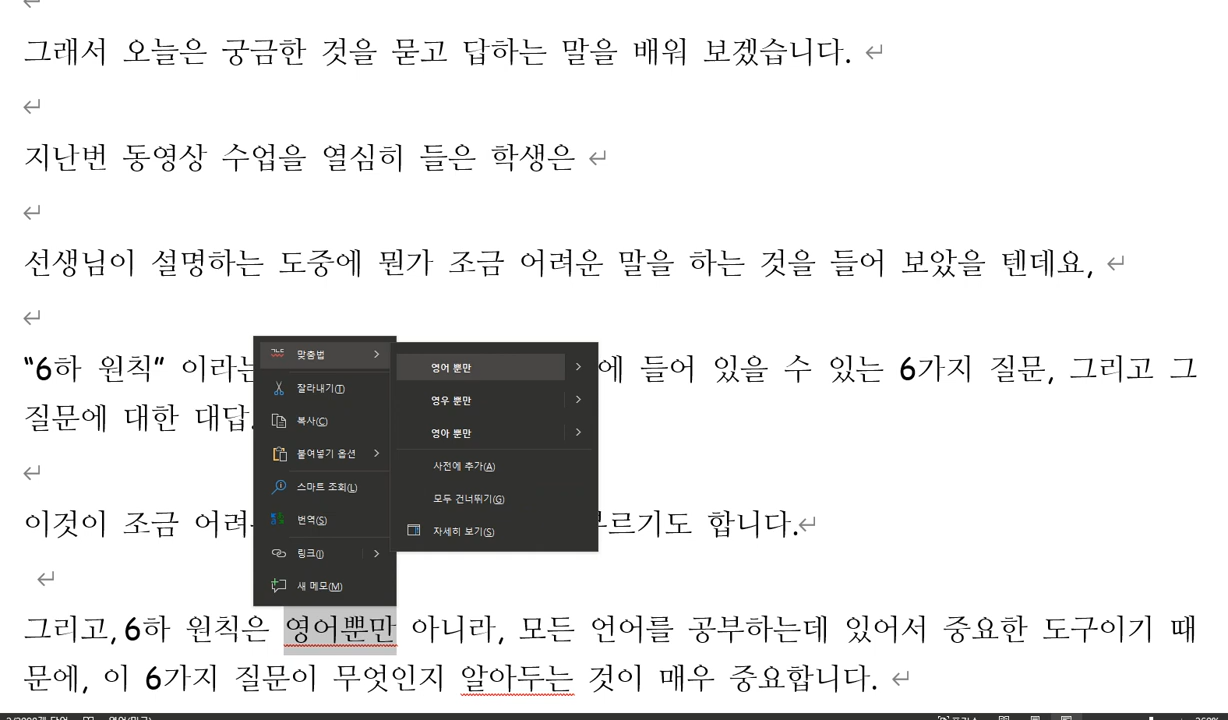 그래서 오늘은 궁금한 것을 묻고 답하는 말을 배워 보겠습니다.
지난번 동영상 수업을 열심히 들은 학생은
선생님이 설명하는 도중에 뭔가 조금 어려운 말을 하는 것을 들어 보았을 텐데요,
“6하 원칙” 이라는 에 들어 있을 수 있는 6가지 질문, 그리고 그
질문에 대한 대답.
맞춤법
잘라내기(T)
복사(C)
붙여넣기 옵션
스마트 조회(L)
번역(S)
링크(I)
새 메모(M)
영어 뿐만
영우 뿐만
영아 뿐만
사전에 추가(A)
모두 건너뛰기(G)
자세히 보기(S)
이것이 조금 어려 부르기도 합니다.
그리고, 6하 원칙은 영어뿐만 아니라, 모든 언어를 공부하는데 있어서 중요한 도구이기 때
문에, 이 6가지 질문이 무엇인지 알아두는 것이 매우 중요합니다.